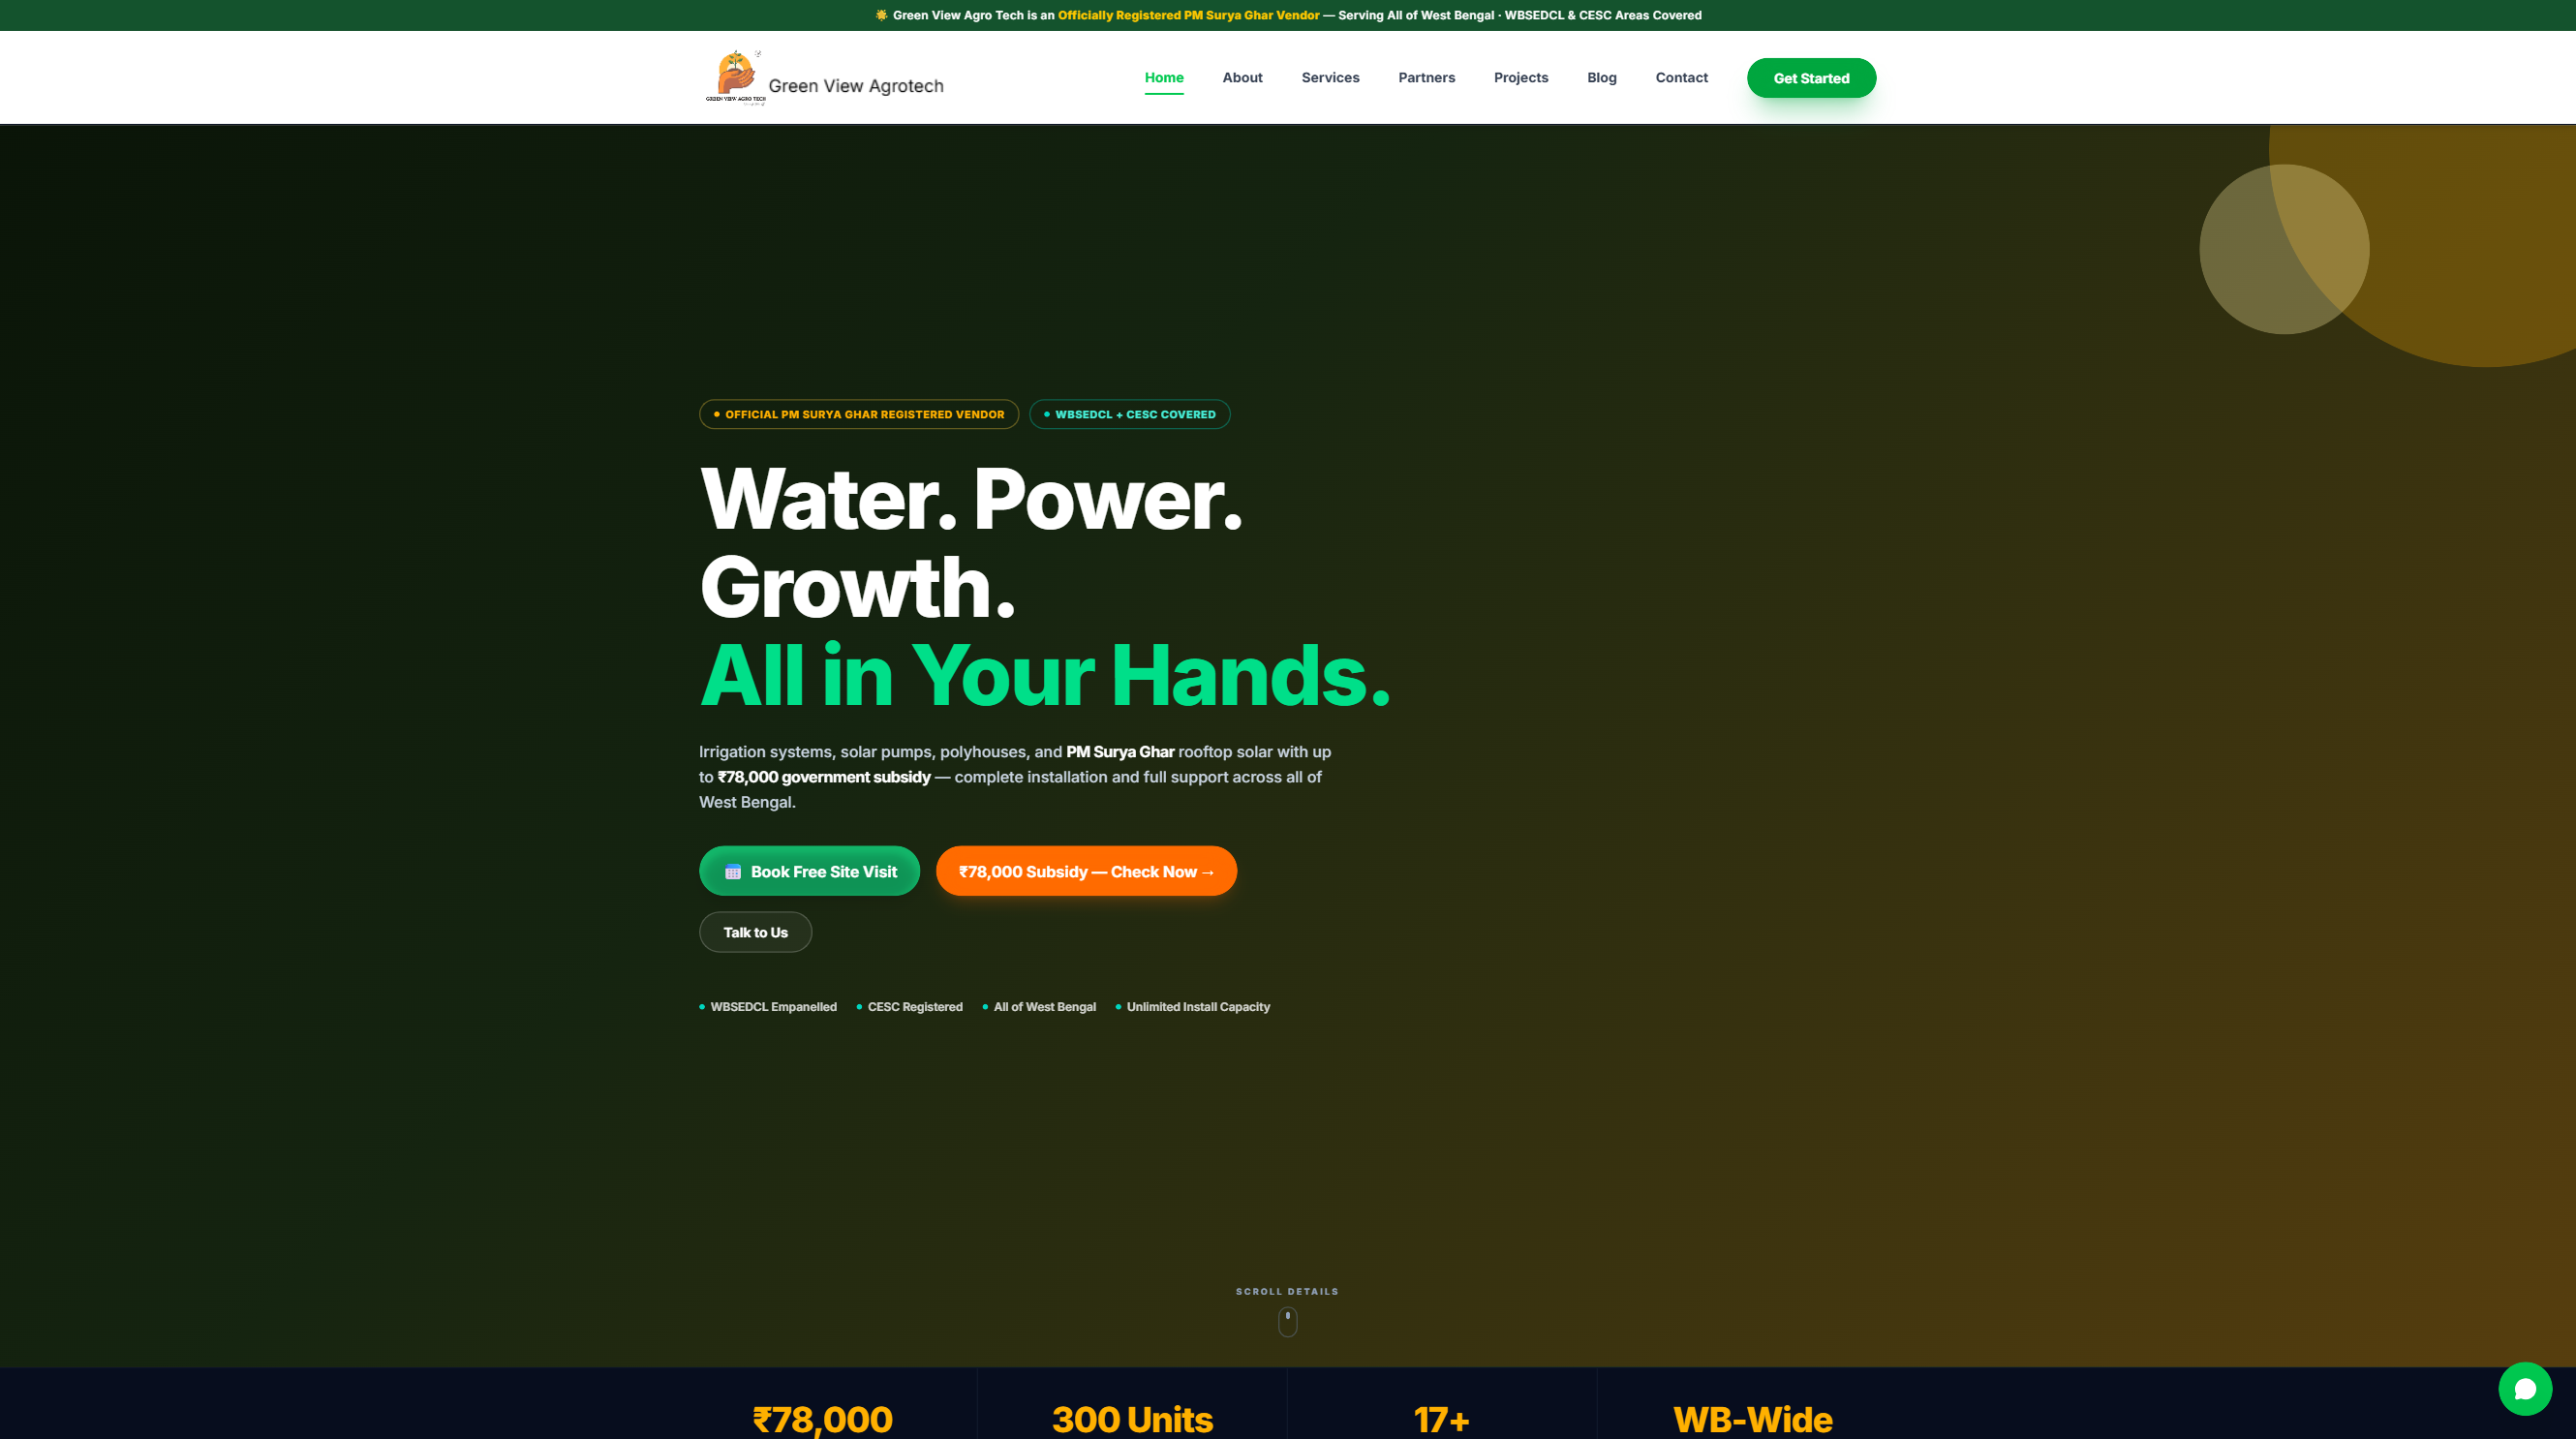 Green View Agro Tech is an Officially Registered PM Surya Ghar Vendor — Serving All of West Bengal · WBSEDCL & CESC Areas Covered
GREEN VIEW AGRO TECH
Green View Agrotech
Home
About
Services
Partners
Projects
Blog
Contact
Get Started
OFFICIAL PM SURYA GHAR REGISTERED VENDOR
WBSEDCL + CESC COVERED
Water. Power.
Growth.
All in Your Hands.
Irrigation systems, solar pumps, polyhouses, and PM Surya Ghar rooftop solar with up
to ₹78,000 government subsidy — complete installation and full support across all of
West Bengal.
Book Free Site Visit
₹78,000 Subsidy — Check Now →
Talk to Us
WBSEDCL Empanelled
CESC Registered
All of West Bengal
Unlimited Install Capacity
SCROLL DETAILS
₹78,000
300 Units
17+
WB-Wide